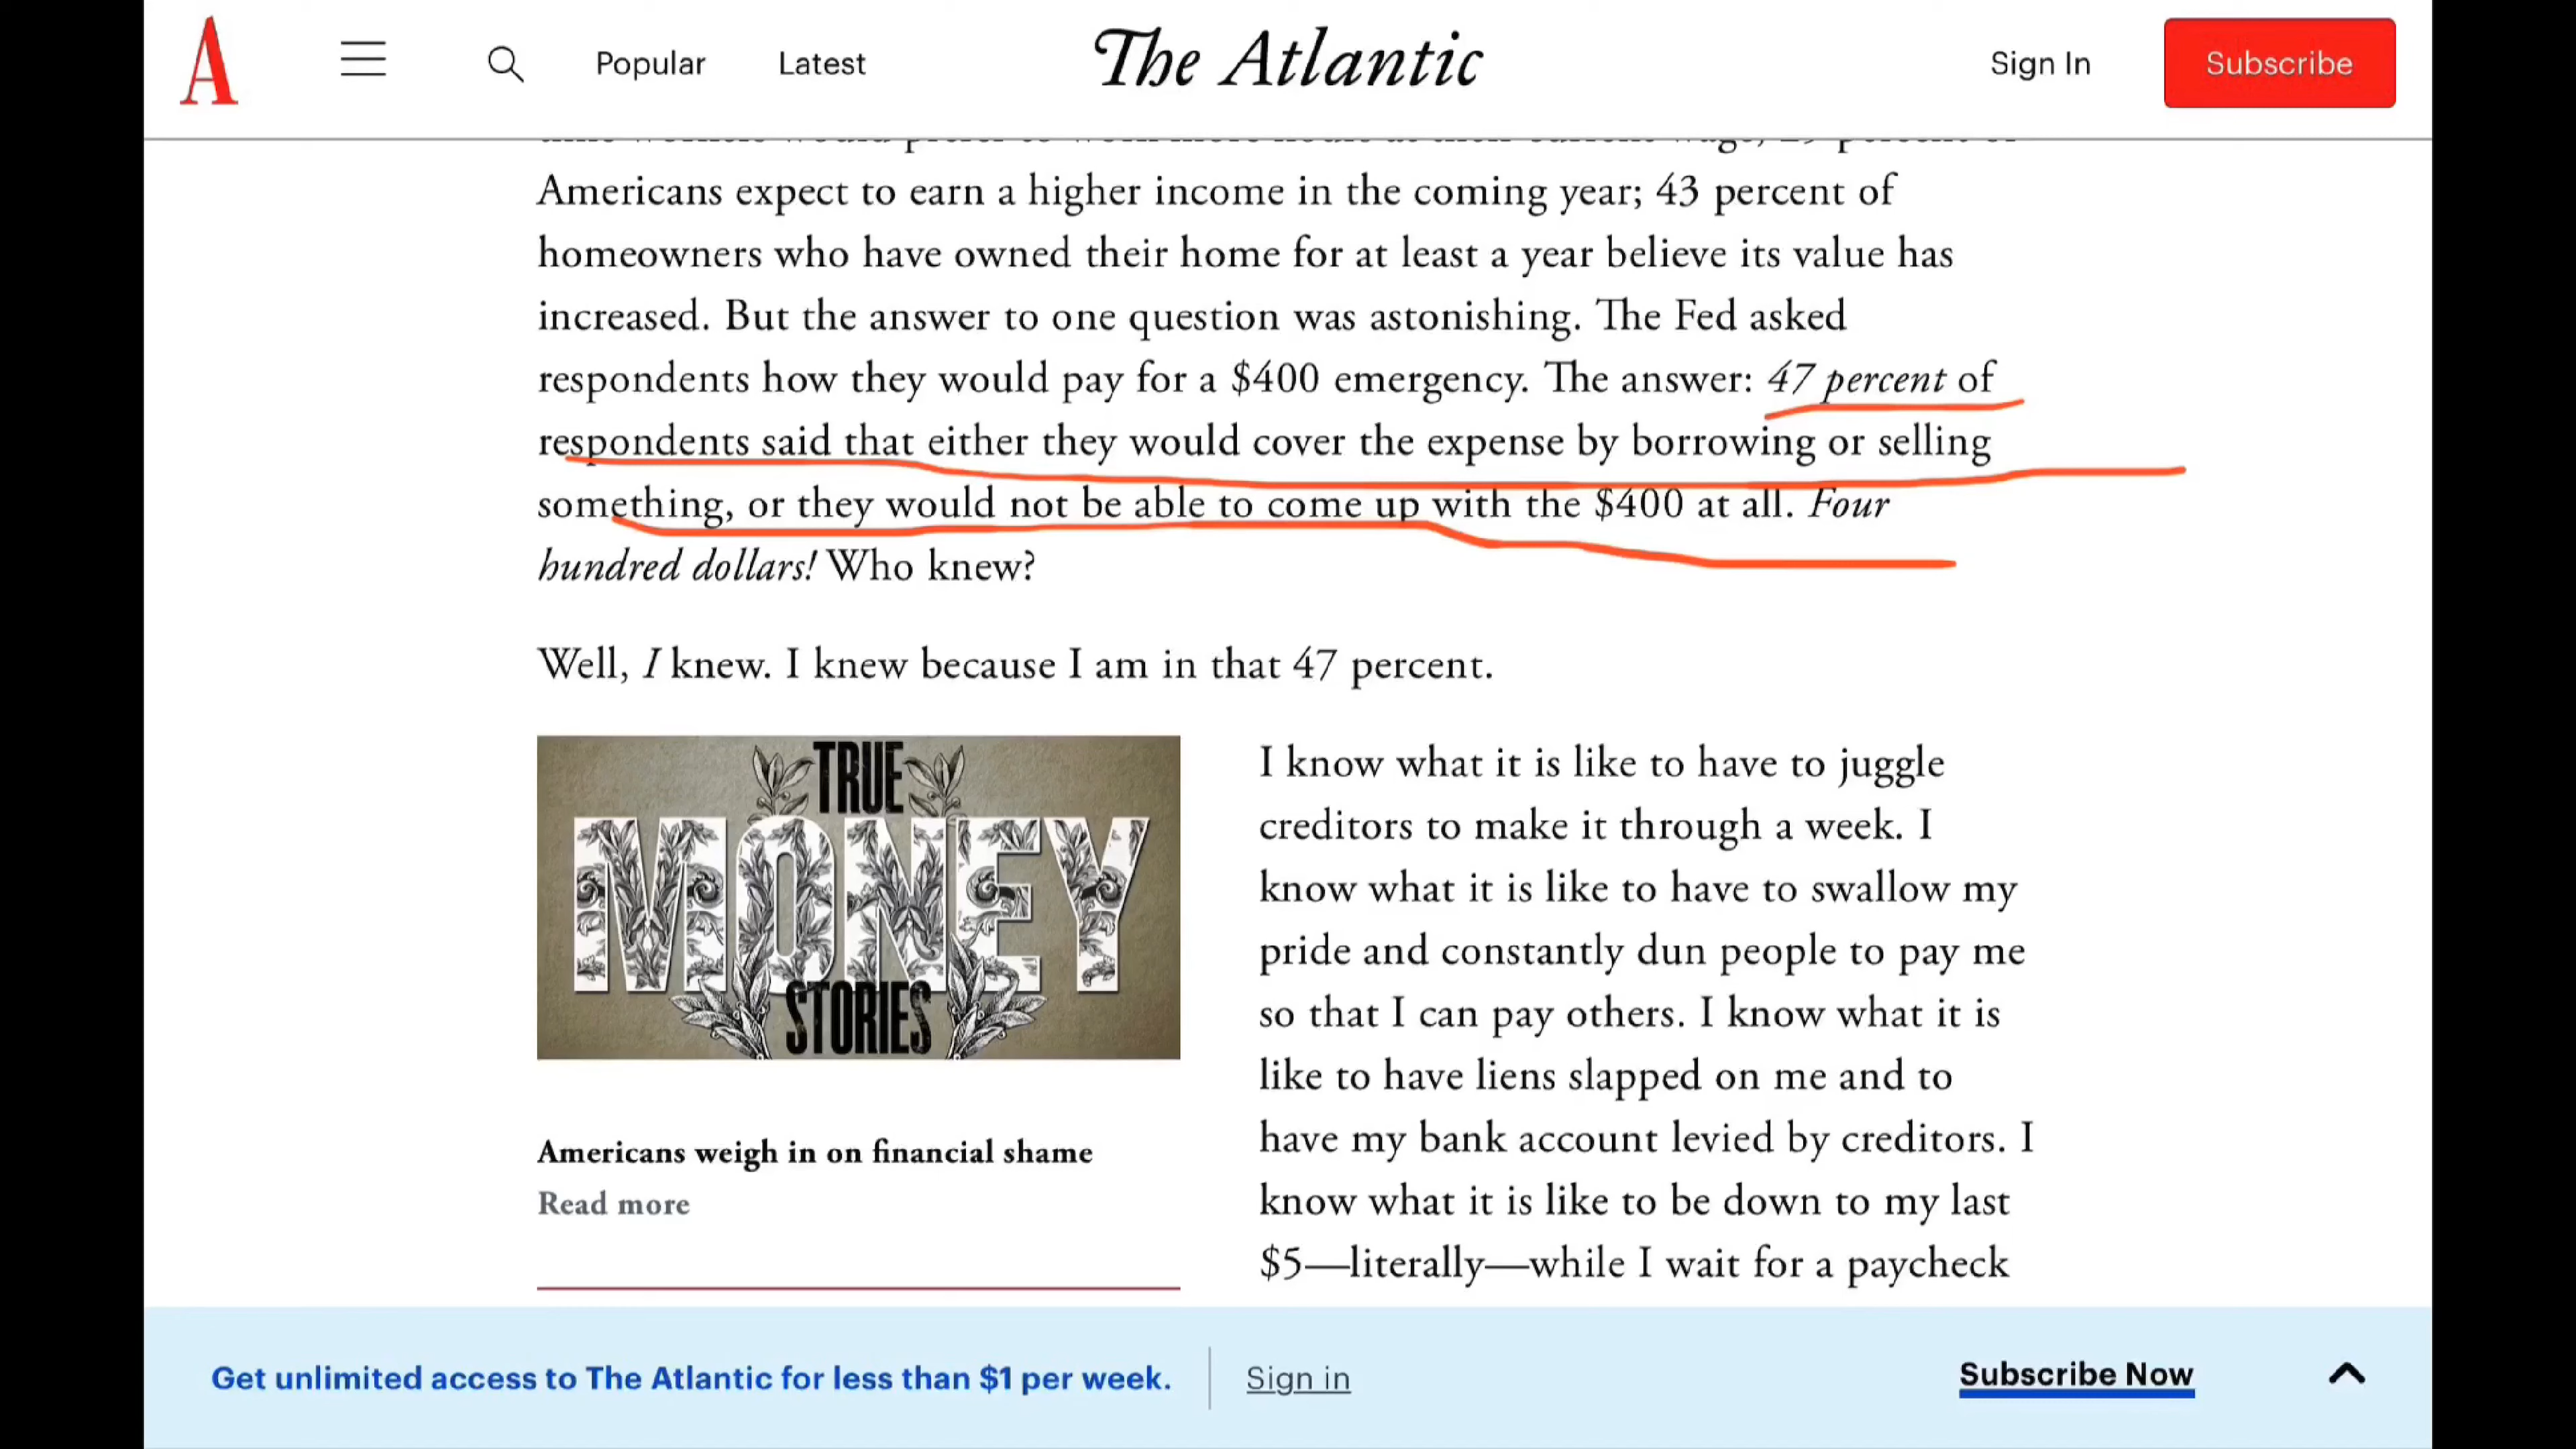 A
Popular
Latest
The Atlantic
Sign In
Subscribe
Americans expect to earn a higher income in the coming year; 43 percent of
homeowners who have owned their home for at least a year believe its value has
increased. But the answer to one question was astonishing. The Fed asked
respondents how they would pay for a $400 emergency. The answer: 47 percent of
respondents said that either they would cover the expense by borrowing or selling
something, or they would not be able to come up with the $400 at all. Four
hundred dollars! Who knew?
Well, I knew. I knew because I am in that 47 percent.
TRUE
MONEY
STORIES
Americans weigh in on financial shame
Read more
I know what it is like to have to juggle
creditors to make it through a week. I
know what it is like to have to swallow my
pride and constantly dun people to pay me
so that I can pay others. I know what it is
like to have liens slapped on me and to
have my bank account levied by creditors. I
know what it is like to be down to my last
$5—literally—while I wait for a paycheck
Get unlimited access to The Atlantic for less than $1 per week.
Sign in
Subscribe Now